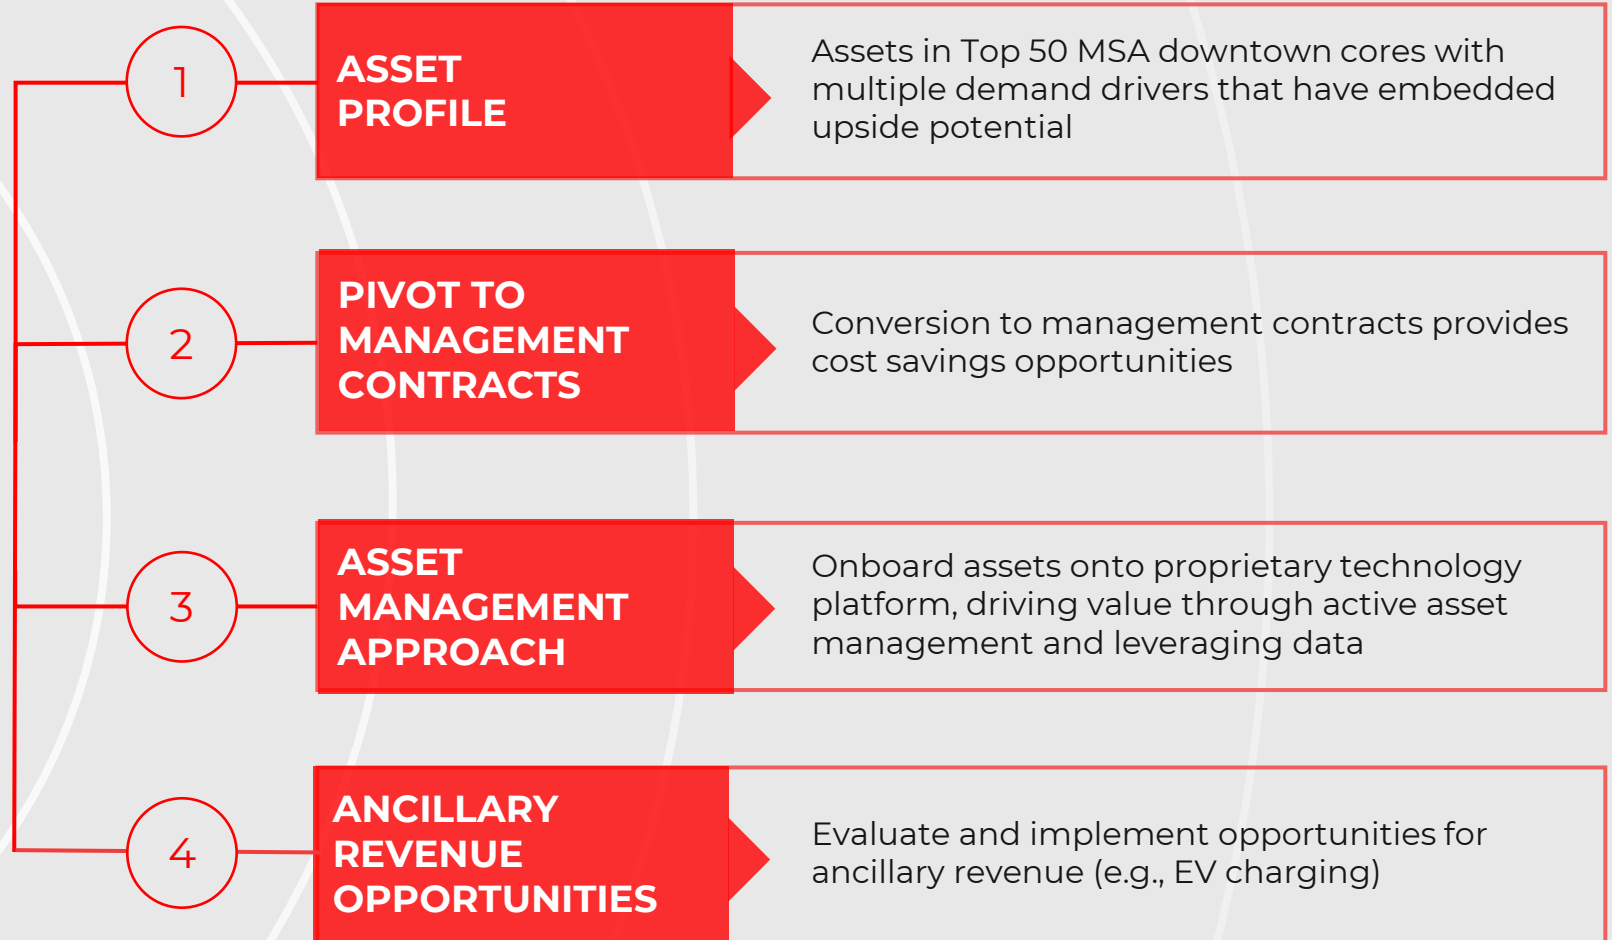 1
ASSET
PROFILE
Assets in Top 50 MSA downtown cores with
multiple demand drivers that have embedded
upside potential
2
PIVOT TO
MANAGEMENT
CONTRACTS
Conversion to management contracts provides
cost savings opportunities
3
ASSET
MANAGEMENT
APPROACH
Onboard assets onto proprietary technology
platform, driving value through active asset
management and leveraging data
4
ANCILLARY
REVENUE
OPPORTUNITIES
Evaluate and implement opportunities for
ancillary revenue (e.g., EV charging)